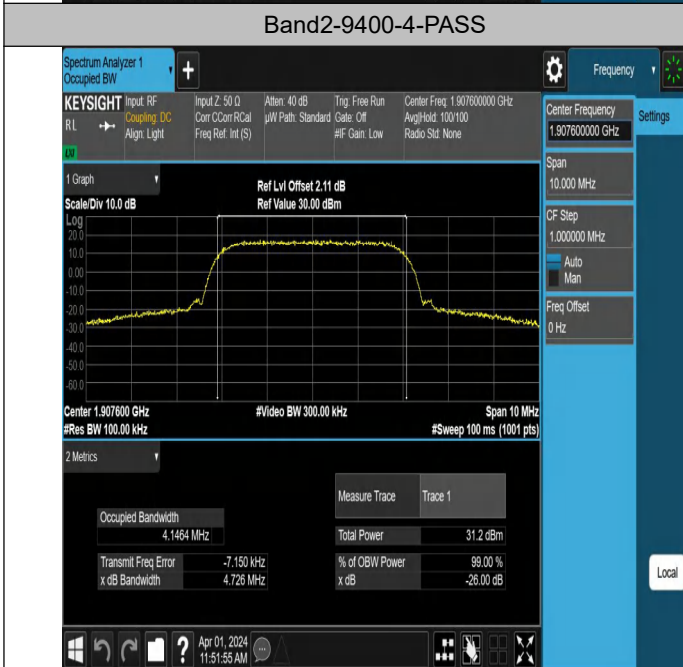 Band2-9400-4-PASS
Spectrum Analyzer 1
Occupied BW
+
Frequency
KEYSIGHT
RL
LXI
Input: RF
Coupling: DC
Align: Light
Input Z: 50 Ω
Corr CCorr RCal
Freq Ref: Int (S)
Atten: 40 dB
µW Path: Standard
Trig: Free Run
Gate: Off
#IF Gain: Low
Center Freq: 1.907600000 GHz
Avg|Hold: 100/100
Radio Std: None
Center Frequency
1.907600000 GHz
Settings
Span
10.000 MHz
CF Step
1.000000 MHz
Auto
Man
Freq Offset
0 Hz
1 Graph
Scale/Div 10.0 dB
Ref Lvl Offset 2.11 dB
Ref Value 30.00 dBm
Log
20.0
10.0
0.00
-10.0
-20.0
-30.0
-40.0
-50.0
-60.0
Center 1.907600 GHz
#Video BW 300.00 kHz
Span 10 MHz
#Res BW 100.00 kHz
#Sweep 100 ms (1001 pts)
2 Metrics
Measure Trace Trace 1
Occupied Bandwidth
4.1464 MHz
Total Power 31.2 dBm
Transmit Freq Error -7.150 kHz
% of OBW Power 99.00 %
x dB Bandwidth 4.726 MHz
x dB -26.00 dB
Local
?
Apr 01, 2024
11:51:55 AM